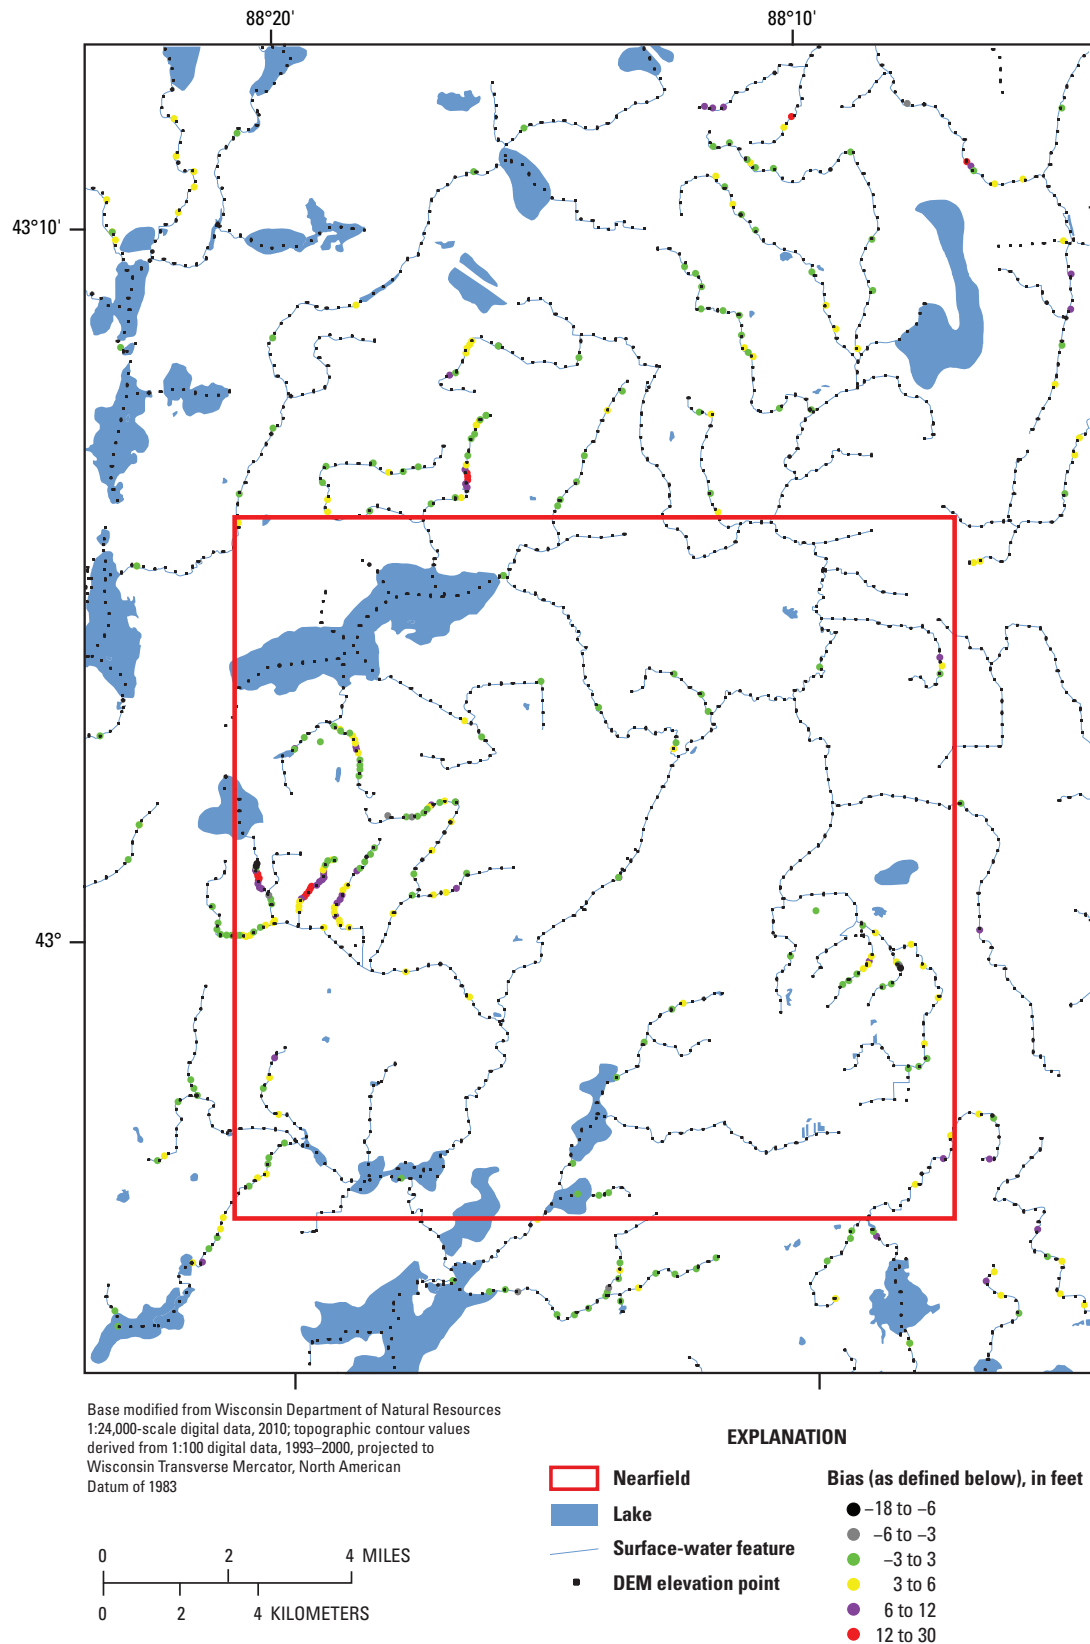 88°20'
88°10'
43°10'
43°
Base modified from Wisconsin Department of Natural Resources
1:24,000-scale digital data, 2010; topographic contour values
derived from 1:100 digital data, 1993–2000, projected to
Wisconsin Transverse Mercator, North American
Datum of 1983
0 2 4 MILES
0 2 4 KILOMETERS
EXPLANATION
Nearfield
Lake
Surface-water feature
DEM elevation point
Bias (as defined below), in feet
−18 to −6
−6 to −3
−3 to 3
3 to 6
6 to 12
12 to 30